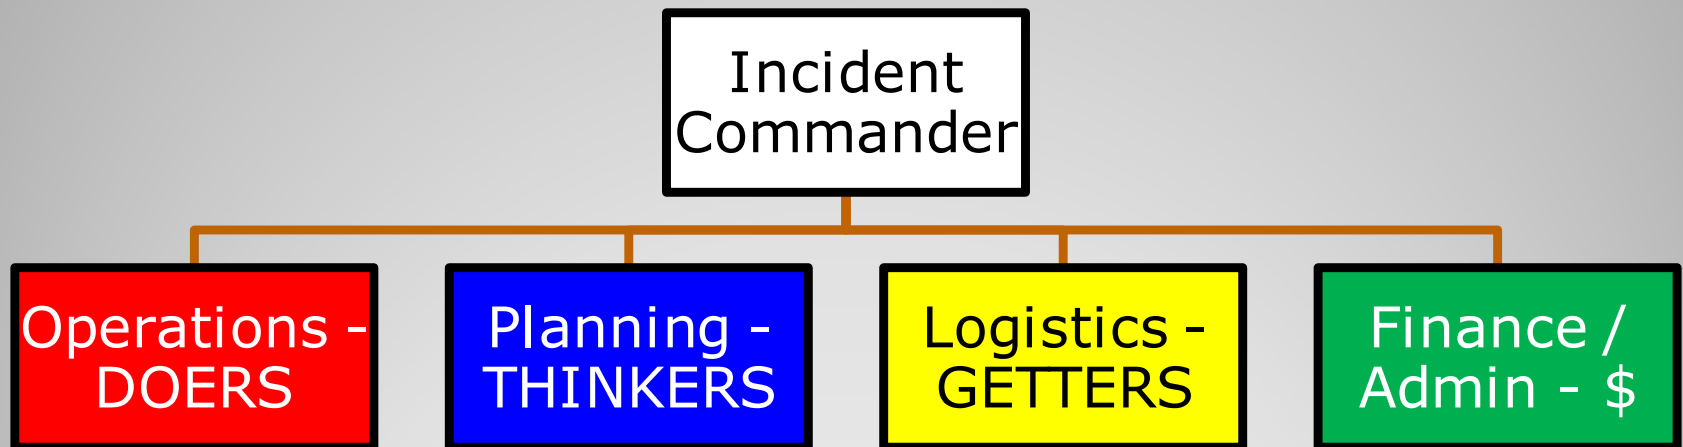 Incident
Commander
Operations -
DOERS
Planning -
THINKERS
Logistics -
GETTERS
Finance /
Admin - $